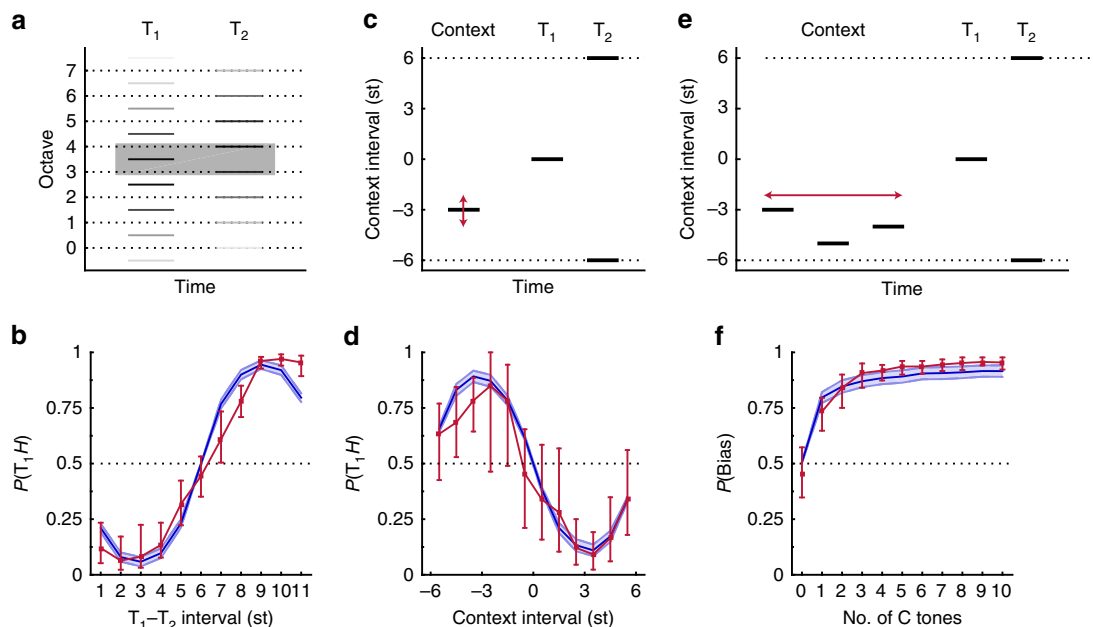 a
T1 T2
Octave
7
6
5
4
3
2
1
0
Time
c
Context T1 T2
Context interval (st)
6
3
0
−3
−6
Time
e
Context T1 T2
Context interval (st)
6
3
0
−3
−6
Time
b
P(T1H)
1
0.75
0.5
0.25
0
1 2 3 4 5 6 7 8 9 10 11
T1–T2 interval (st)
d
P(T1H)
1
0.75
0.5
0.25
0
−6 −3 0 3 6
Context interval (st)
f
P(Bias)
1
0.75
0.5
0.25
0
0 1 2 3 4 5 6 7 8 9 10
No. of C tones